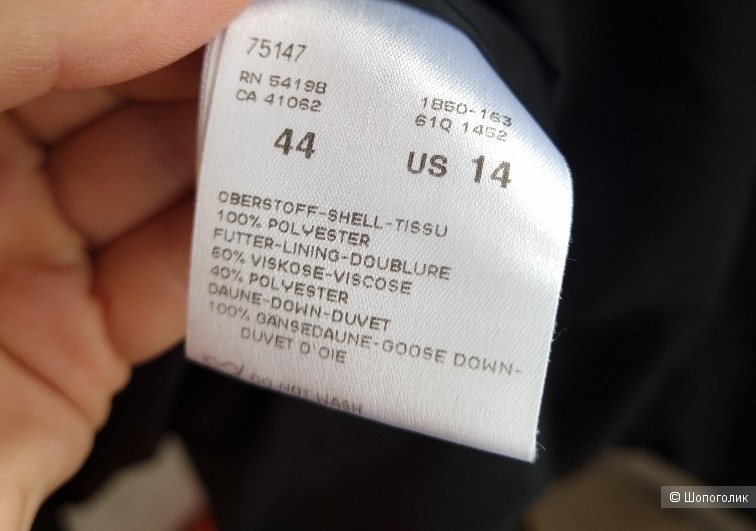 75147
RN 54198
CA 41062
1850-163
61Q 1452
44
US 14
OBERSTOFF-SHELL-TISSU
100% POLYESTER
FUTTER-LINING-DOUBLURE
60% VISKOSE-VISCOSE
40% POLYESTER
DAUNE-DOWN-DUVET
100% GÄNSEDAUNE-GOOSE DOWN-
DUVET D'OIE
DO NOT WASH
© Шопоголик